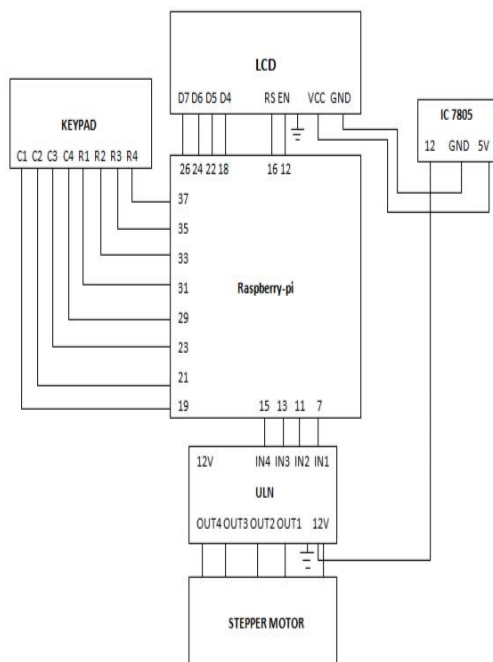 LCD
D7 D6 D5 D4 RS EN VCC GND
KEYPAD
C1 C2 C3 C4 R1 R2 R3 R4
IC 7805
12 GND 5V
26 24 22 18 16 12
37
35
33
31
29
23
21
19
Raspberry-pi
15 13 11 7
12V IN4 IN3 IN2 IN1
ULN
OUT4 OUT3 OUT2 OUT1 12V
STEPPER MOTOR